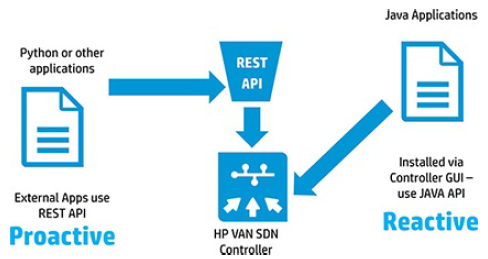 Python or other
applications
External Apps use
REST API
Proactive
REST
API
HP VAN SDN
Controller
Java Applications
Installed via
Controller GUI –
use JAVA API
Reactive